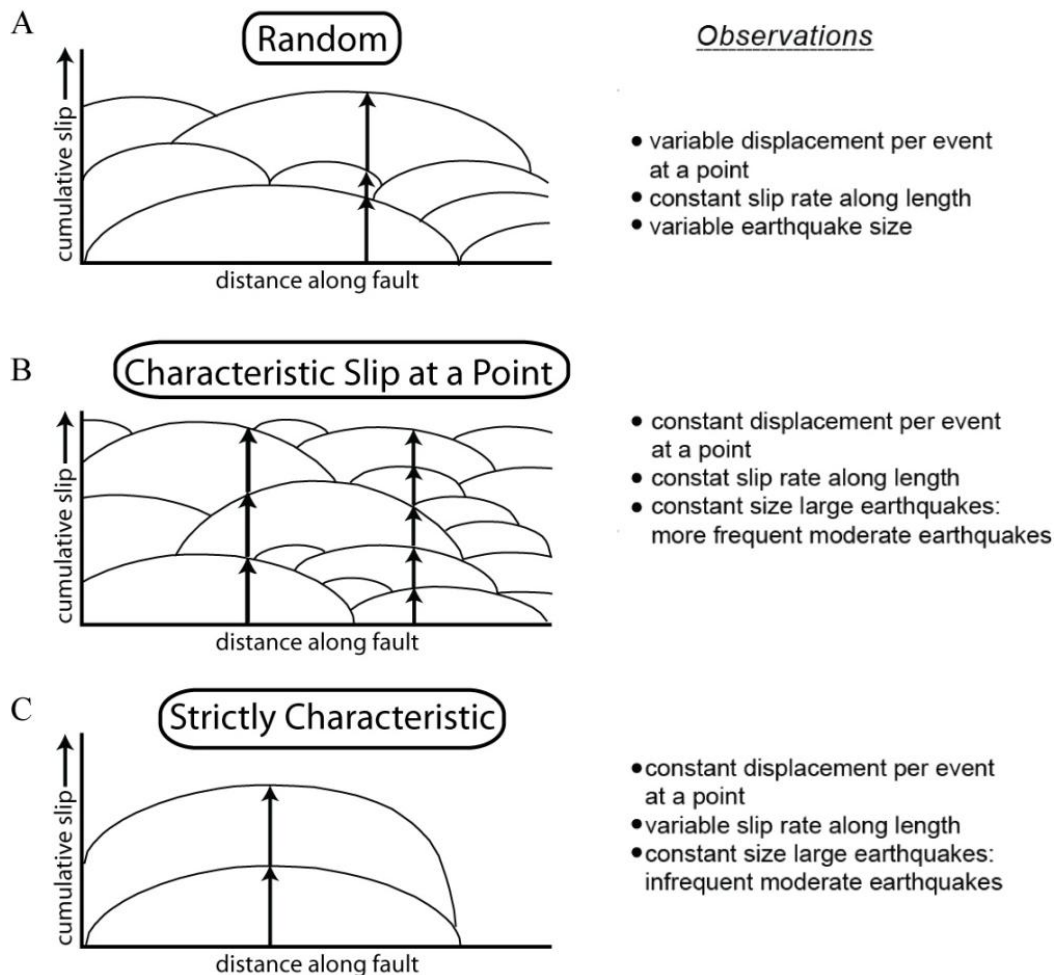 A
Random
Observations
cumulative slip
distance along fault
• variable displacement per event
at a point
• constant slip rate along length
• variable earthquake size
B
Characteristic Slip at a Point
cumulative slip
distance along fault
• constant displacement per event
at a point
• constat slip rate along length
• constant size large earthquakes:
more frequent moderate earthquakes
C
Strictly Characteristic
cumulative slip
distance along fault
•constant displacement per event
at a point
•variable slip rate along length
•constant size large earthquakes:
infrequent moderate earthquakes